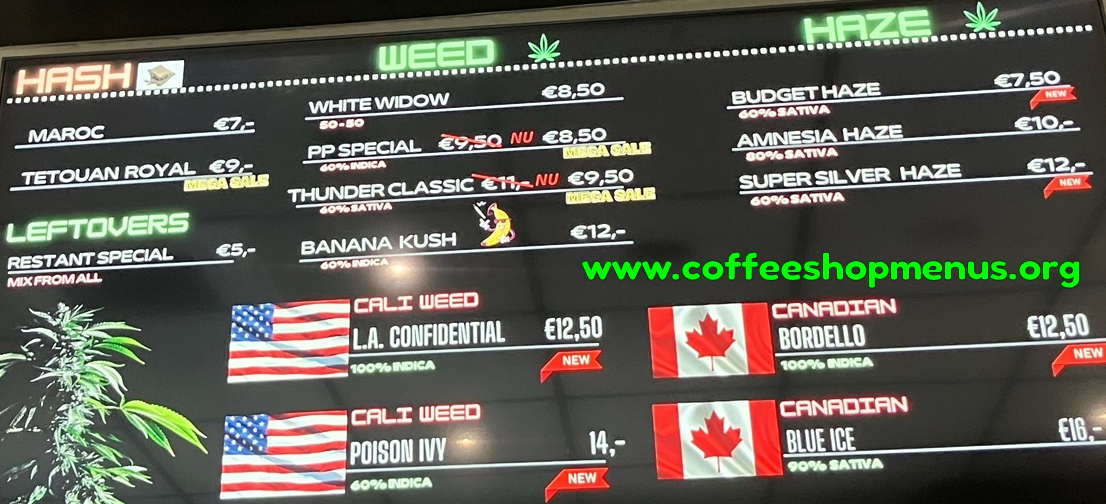 HASH
MAROC €7,-
TETOUAN ROYAL €9,-
MEGA SALE
LEFTOVERS
RESTANT SPECIAL €5,-
MIX FROM ALL
WEED
WHITE WIDOW €8,50
50-50
PP SPECIAL €9,50 NU €8,50
60% INDICA MEGA SALE
THUNDER CLASSIC €11,- NU €9,50
60% SATIVA MEGA SALE
BANANA KUSH €12,-
60% INDICA
HAZE
BUDGET HAZE €7,50
60% SATIVA NEW
AMNESIA HAZE €10,-
80% SATIVA
SUPER SILVER HAZE €12,-
60% SATIVA NEW
www.coffeeshopmenus.org
CALI WEED
L.A. CONFIDENTIAL €12,50
100% INDICA NEW
CALI WEED
POISON IVY 14,-
60% INDICA NEW
CANADIAN
BORDELLO €12,50
100% INDICA NEW
CANADIAN
BLUE ICE €16,-
90% SATIVA